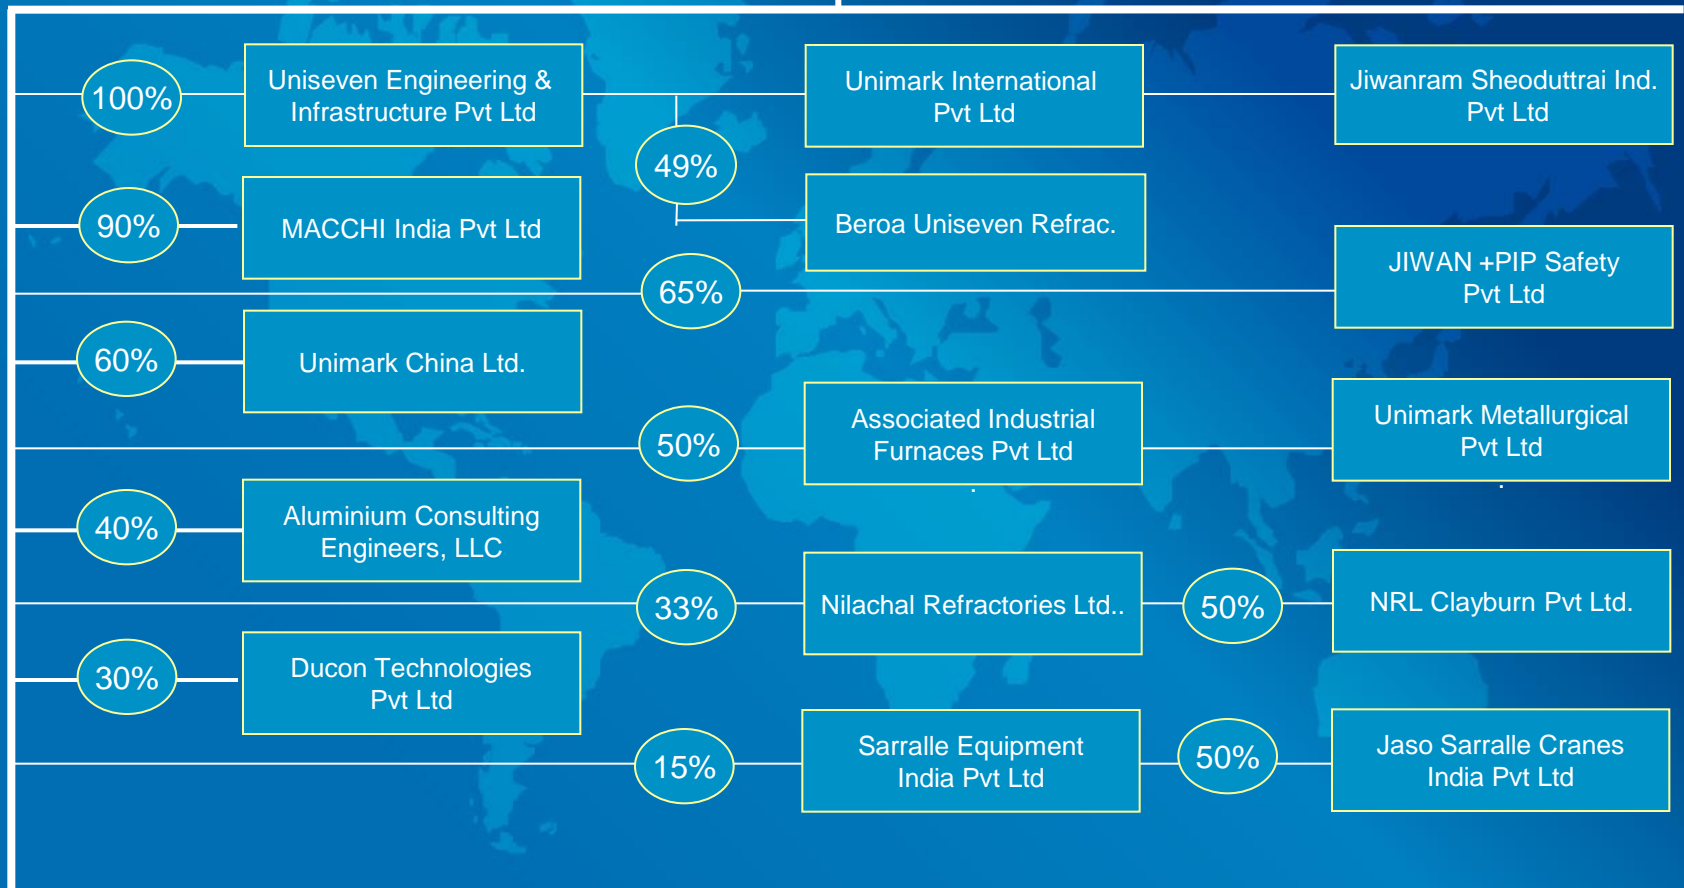 100%
Uniseven Engineering &
Infrastructure Pvt Ltd
Unimark International
Pvt Ltd
Jiwanram Sheoduttrai Ind.
Pvt Ltd
49%
90%
MACCHI India Pvt Ltd
Beroa Uniseven Refrac.
65%
JIWAN +PIP Safety
Pvt Ltd
60%
Unimark China Ltd.
50%
Associated Industrial
Furnaces Pvt Ltd
.
Unimark Metallurgical
Pvt Ltd
.
40%
Aluminium Consulting
Engineers, LLC
33%
Nilachal Refractories Ltd..
50%
NRL Clayburn Pvt Ltd.
30%
Ducon Technologies
Pvt Ltd
15%
Sarralle Equipment
India Pvt Ltd
50%
Jaso Sarralle Cranes
India Pvt Ltd